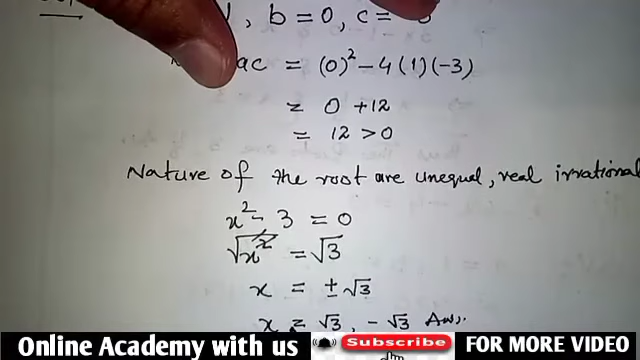 , b = 0, c =
ac = (0)² – 4 (1) (–3)
= 0 + 12
= 12 > 0
Nature of the root are unequal, real irrational
x² – 3 = 0
√x² = √3
x = ± √3
x = √3, – √3 Ans.
Online Academy with us Subscribe FOR MORE VIDEO